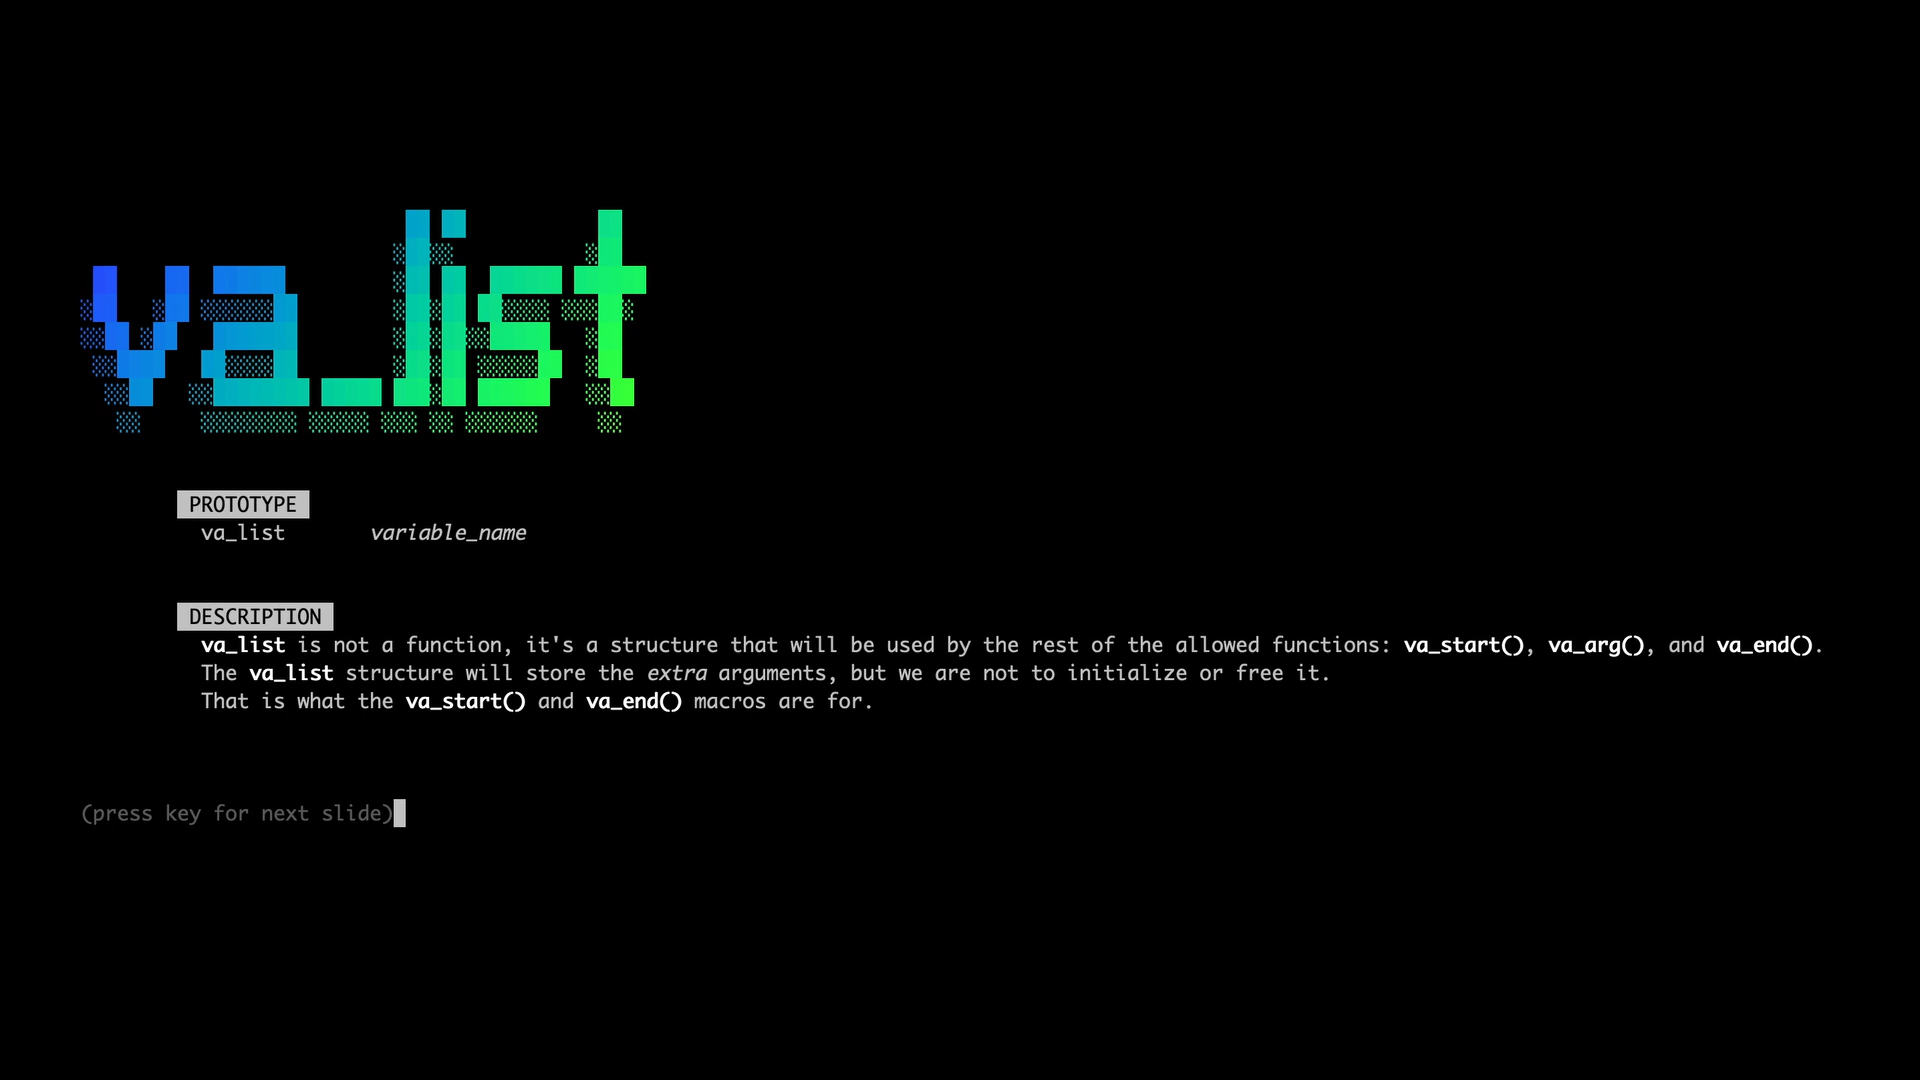 va_list
PROTOTYPE
va_list variable_name
DESCRIPTION
va_list is not a function, it's a structure that will be used by the rest of the allowed functions: va_start(), va_arg(), and va_end().
The va_list structure will store the extra arguments, but we are not to initialize or free it.
That is what the va_start() and va_end() macros are for.
(press key for next slide)